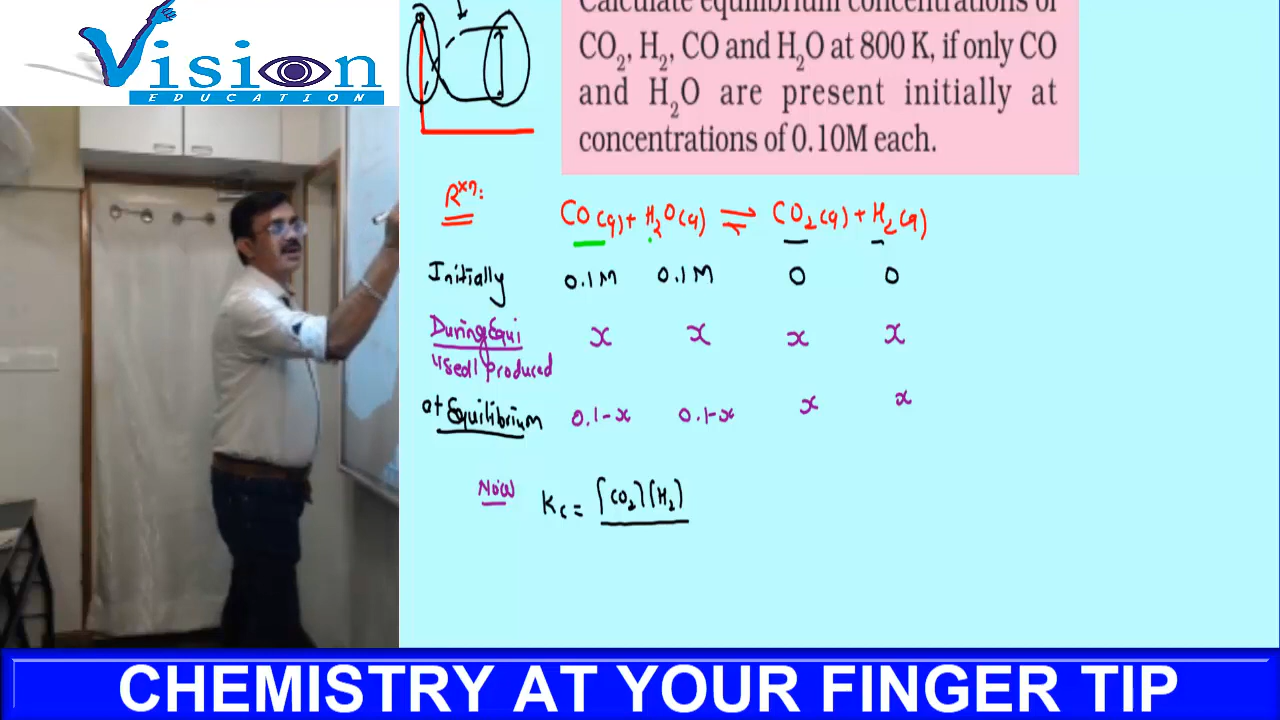 Vision
EDUCATION
Calculate equilibrium concentrations of
CO₂, H₂, CO and H₂O at 800 K, if only CO
and H₂O are present initially at
concentrations of 0.10M each.
Rxn:
CO(g) + H₂O(g) ⇌ CO₂(g) + H₂(g)
Initially 0.1M 0.1M 0 0
During Equi x x x x
used/produced
at Equilibrium 0.1-x 0.1-x x x
Now Kc = [CO₂][H₂]
CHEMISTRY AT YOUR FINGER TIP